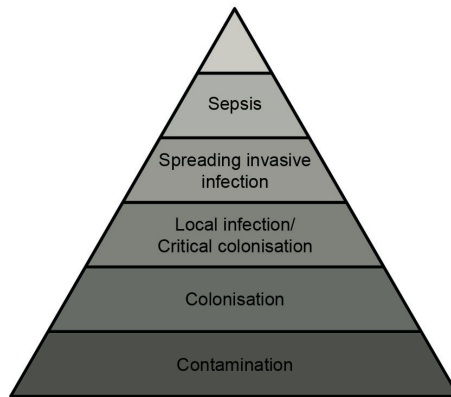 Sepsis
Spreading invasive
infection
Local infection/
Critical colonisation
Colonisation
Contamination